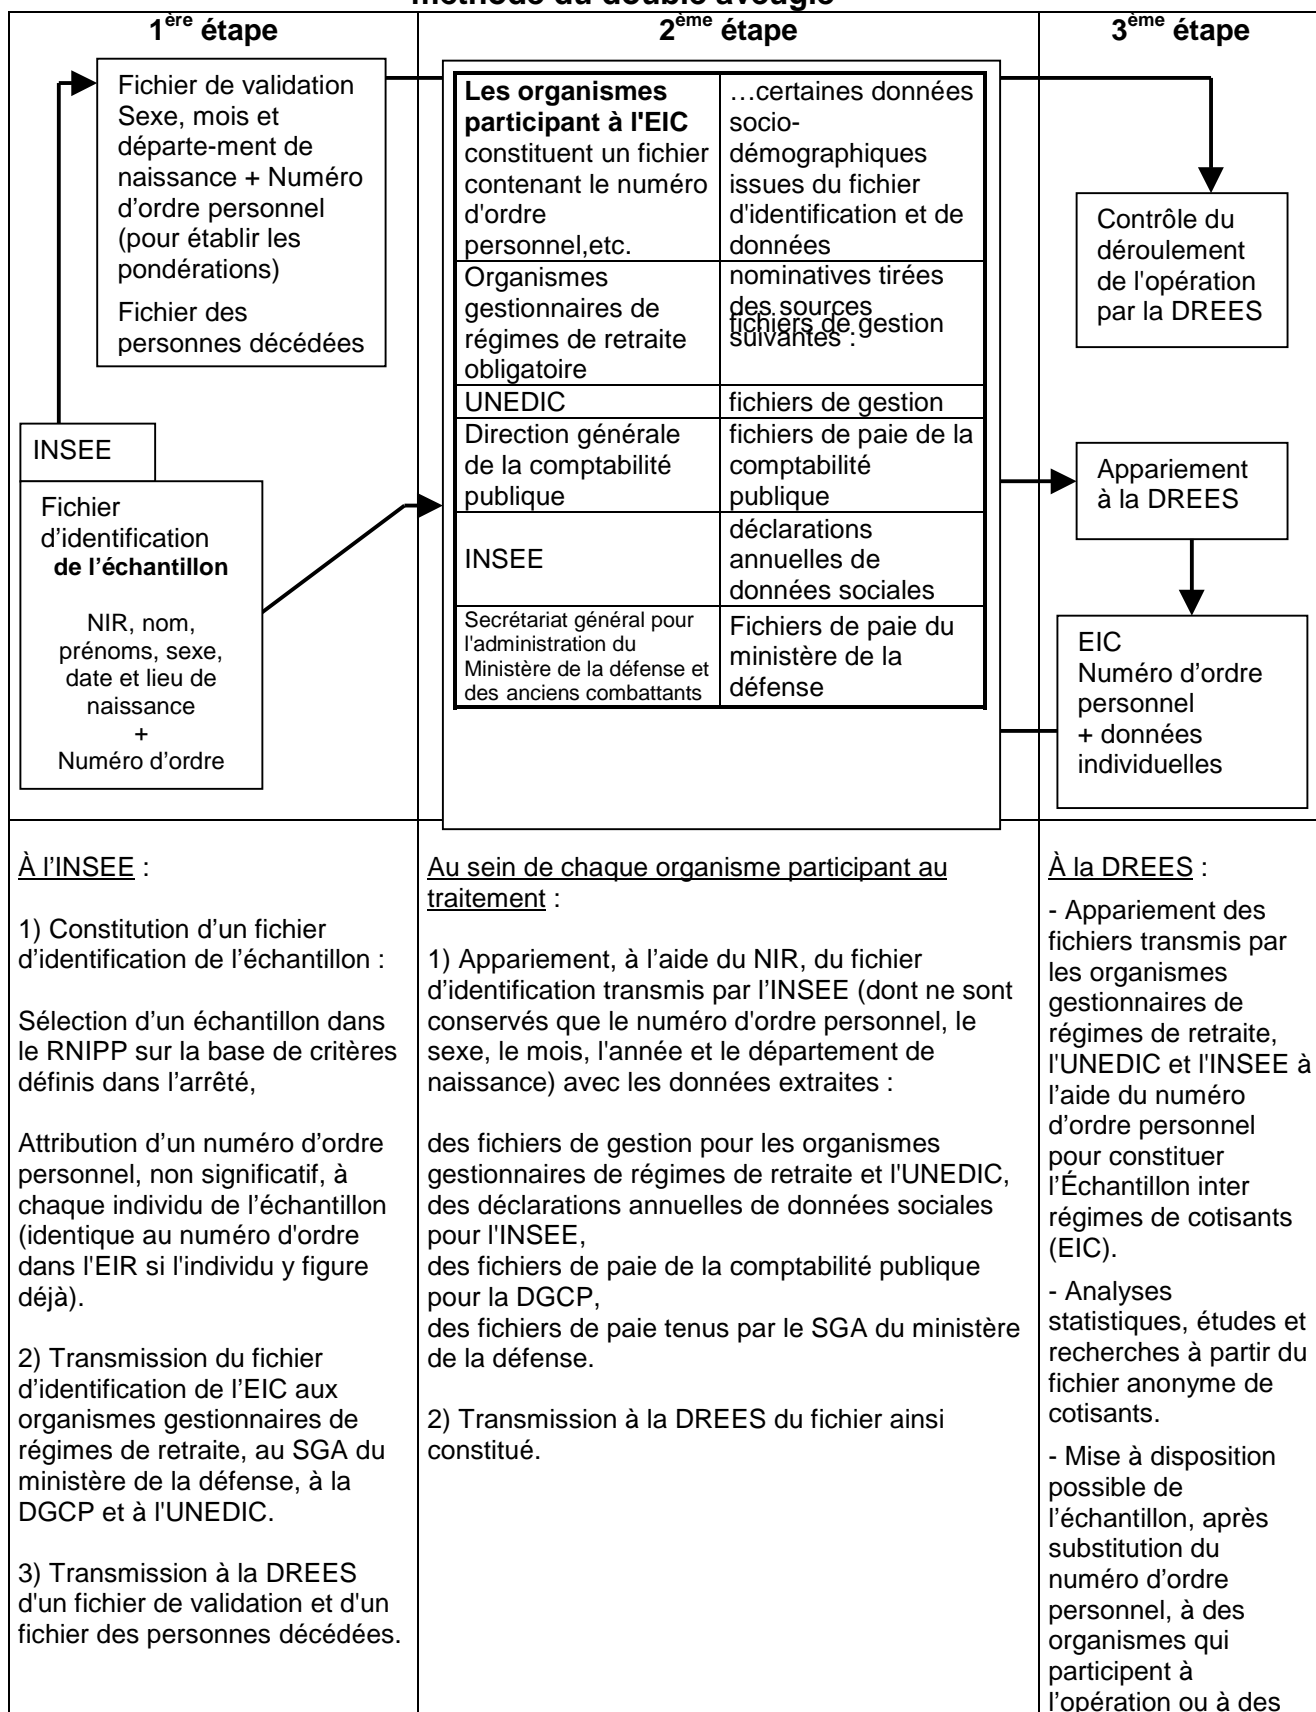 méthode du double aveugle
1ère étape
2ème étape
3ème étape
Fichier de validation
Sexe, mois et
départe-ment de
naissance + Numéro
d’ordre personnel
(pour établir les
pondérations)
Fichier des
personnes décédées
INSEE
Fichier
d’identification
de l’échantillon
NIR, nom,
prénoms, sexe,
date et lieu de
naissance
+
Numéro d’ordre
Les organismes
participant à l'EIC
constituent un fichier
contenant le numéro
d'ordre
personnel,etc.
…certaines données
socio-
démographiques
issues du fichier
d'identification et de
données
nominatives tirées
des sources
suivantes :
Organismes
gestionnaires de
régimes de retraite
obligatoire
fichiers de gestion
UNEDIC
fichiers de gestion
Direction générale
de la comptabilité
publique
fichiers de paie de la
comptabilité
publique
INSEE
déclarations
annuelles de
données sociales
Secrétariat général pour
l'administration du
Ministère de la défense et
des anciens combattants
Fichiers de paie du
ministère de la
défense
Contrôle du
déroulement
de l'opération
par la DREES
Appariement
à la DREES
EIC
Numéro d’ordre
personnel
+ données
individuelles
À l’INSEE :
1) Constitution d’un fichier
d’identification de l’échantillon :
Sélection d’un échantillon dans
le RNIPP sur la base de critères
définis dans l’arrêté,
Attribution d’un numéro d’ordre
personnel, non significatif, à
chaque individu de l’échantillon
(identique au numéro d'ordre
dans l'EIR si l'individu y figure
déjà).
2) Transmission du fichier
d’identification de l’EIC aux
organismes gestionnaires de
régimes de retraite, au SGA du
ministère de la défense, à la
DGCP et à l'UNEDIC.
3) Transmission à la DREES
d'un fichier de validation et d'un
fichier des personnes décédées.
Au sein de chaque organisme participant au
traitement :
1) Appariement, à l’aide du NIR, du fichier
d’identification transmis par l’INSEE (dont ne sont
conservés que le numéro d'ordre personnel, le
sexe, le mois, l'année et le département de
naissance) avec les données extraites :
des fichiers de gestion pour les organismes
gestionnaires de régimes de retraite et l'UNEDIC,
des déclarations annuelles de données sociales
pour l'INSEE,
des fichiers de paie de la comptabilité publique
pour la DGCP,
des fichiers de paie tenus par le SGA du ministère
de la défense.
2) Transmission à la DREES du fichier ainsi
constitué.
À la DREES :
- Appariement des
fichiers transmis par
les organismes
gestionnaires de
régimes de retraite,
l'UNEDIC et l'INSEE à
l’aide du numéro
d’ordre personnel
pour constituer
l’Échantillon inter
régimes de cotisants
(EIC).
- Analyses
statistiques, études et
recherches à partir du
fichier anonyme de
cotisants.
- Mise à disposition
possible de
l’échantillon, après
substitution du
numéro d’ordre
personnel, à des
organismes qui
participent à
l’opération ou à des